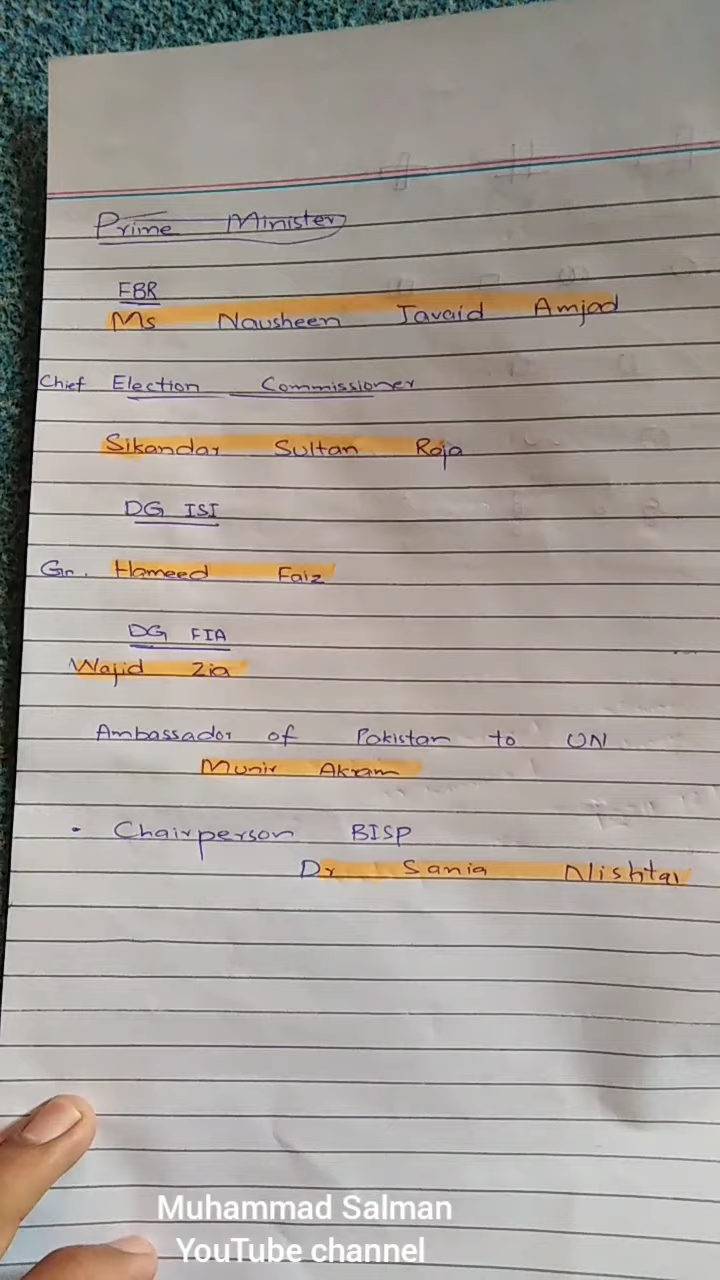 Prime Minister
FBR
Ms Nausheen Javaid Amjad
Chief Election Commissioner
Sikandar Sultan Raja
DG ISI
Gn. Hameed Faiz
DG FIA
Wajid Zia
Ambassador of Pakistan to UN
Munir Akram
• Chairperson BISP
Dr Sania Nishtar
Muhammad Salman
YouTube channel